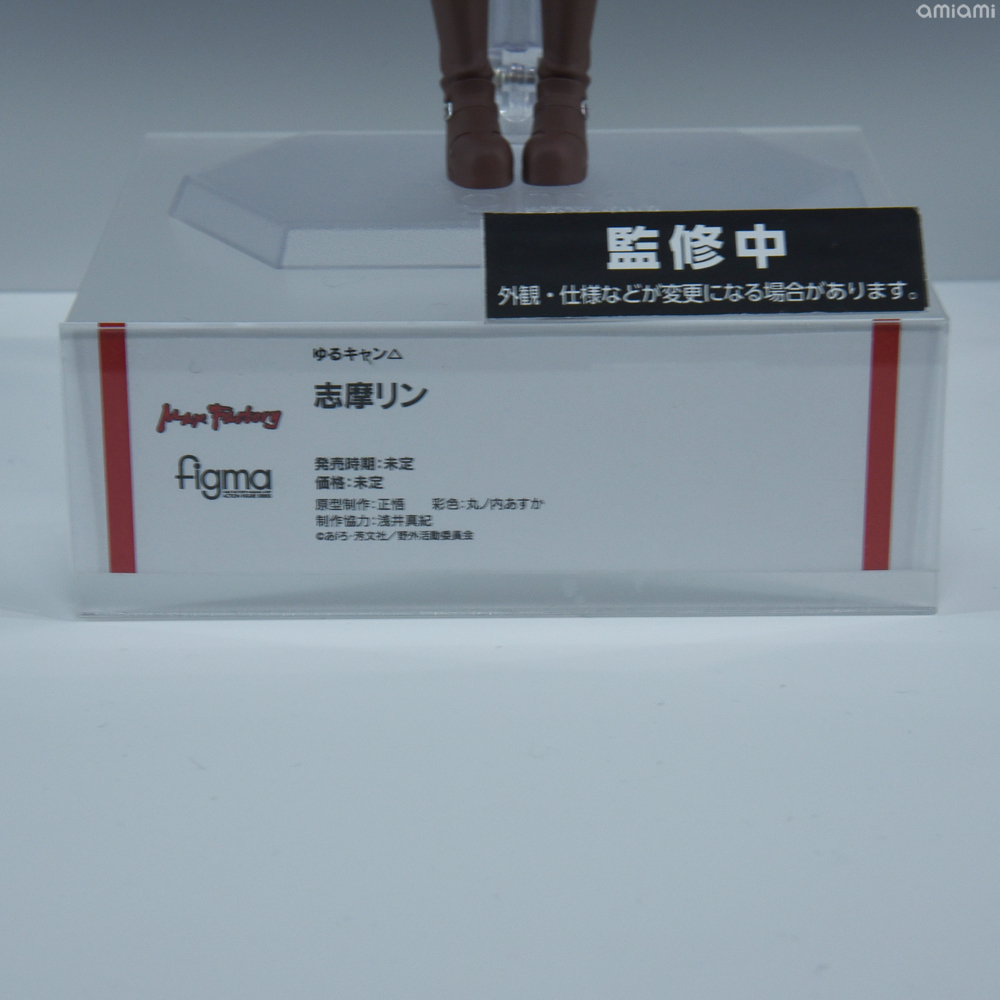 amiami
監修中
外観・仕様などが変更になる場合があります。
ゆるキャン△
志摩リン
Max Factory
figma
発売時期：未定
価格：未定
原型制作：正悟　彩色：丸ノ内あすか
制作協力：浅井真紀
©あfろ・芳文社／野外活動委員会